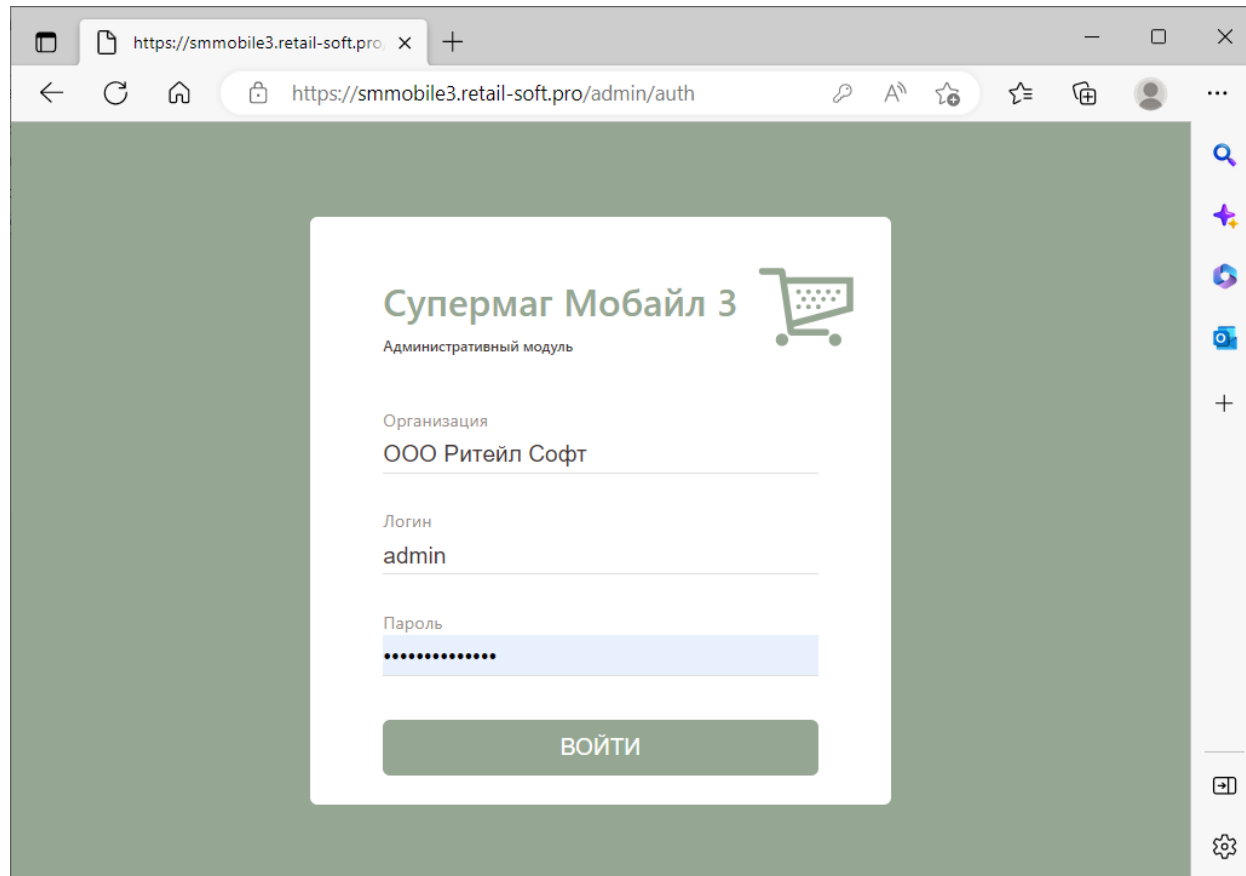 https://smmobile3.retail-soft.pro/
https://smmobile3.retail-soft.pro/admin/auth
Супермаг Мобайл 3
Административный модуль
Организация
ООО Ритейл Софт
Логин
admin
Пароль
••••••••••••••
ВОЙТИ